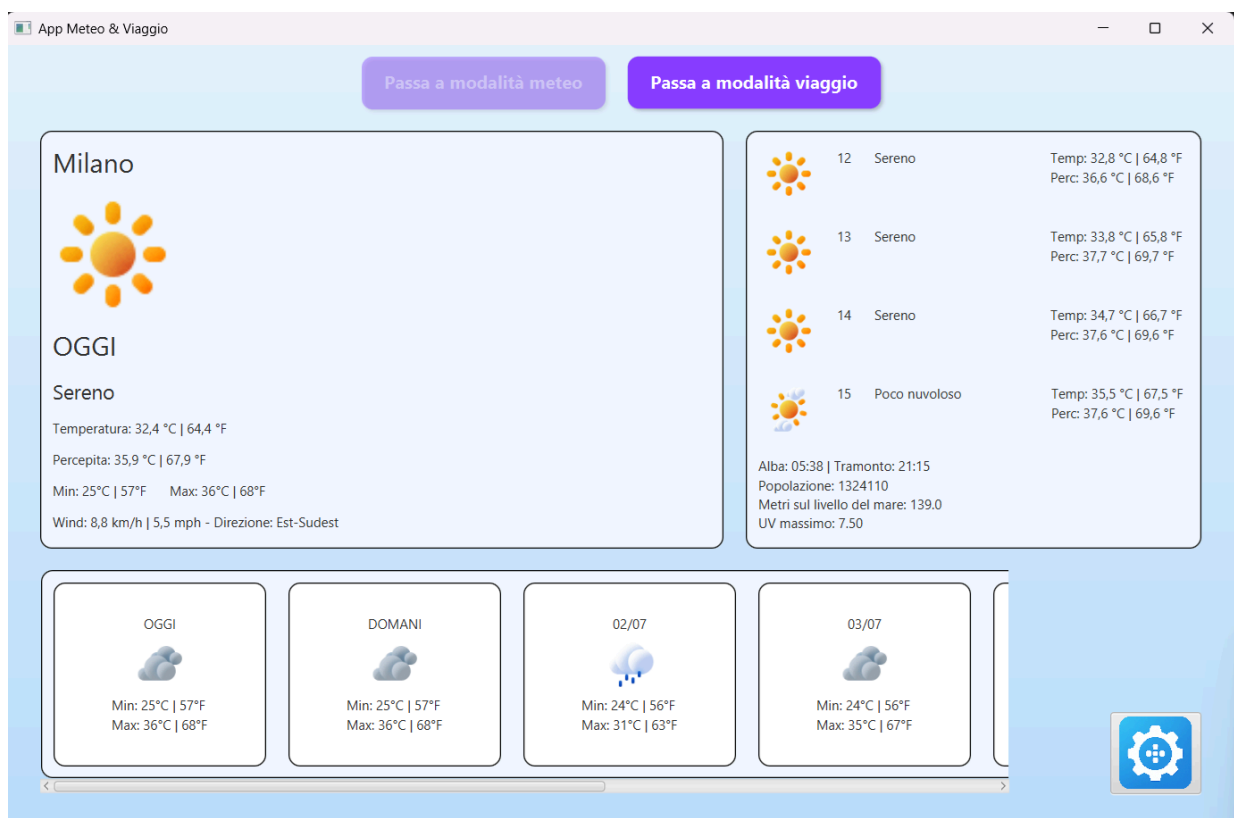 App Meteo & Viaggio
Passa a modalità meteo
Passa a modalità viaggio
Milano
OGGI
Sereno
Temperatura: 32,4 °C | 64,4 °F
Percepita: 35,9 °C | 67,9 °F
Min: 25°C | 57°F Max: 36°C | 68°F
Wind: 8,8 km/h | 5,5 mph - Direzione: Est-Sudest
12 Sereno Temp: 32,8 °C | 64,8 °F
Perc: 36,6 °C | 68,6 °F
13 Sereno Temp: 33,8 °C | 65,8 °F
Perc: 37,7 °C | 69,7 °F
14 Sereno Temp: 34,7 °C | 66,7 °F
Perc: 37,6 °C | 69,6 °F
15 Poco nuvoloso Temp: 35,5 °C | 67,5 °F
Perc: 37,6 °C | 69,6 °F
Alba: 05:38 | Tramonto: 21:15
Popolazione: 1324110
Metri sul livello del mare: 139.0
UV massimo: 7.50
OGGI
Min: 25°C | 57°F
Max: 36°C | 68°F
DOMANI
Min: 25°C | 57°F
Max: 36°C | 68°F
02/07
Min: 24°C | 56°F
Max: 31°C | 63°F
03/07
Min: 24°C | 56°F
Max: 35°C | 67°F